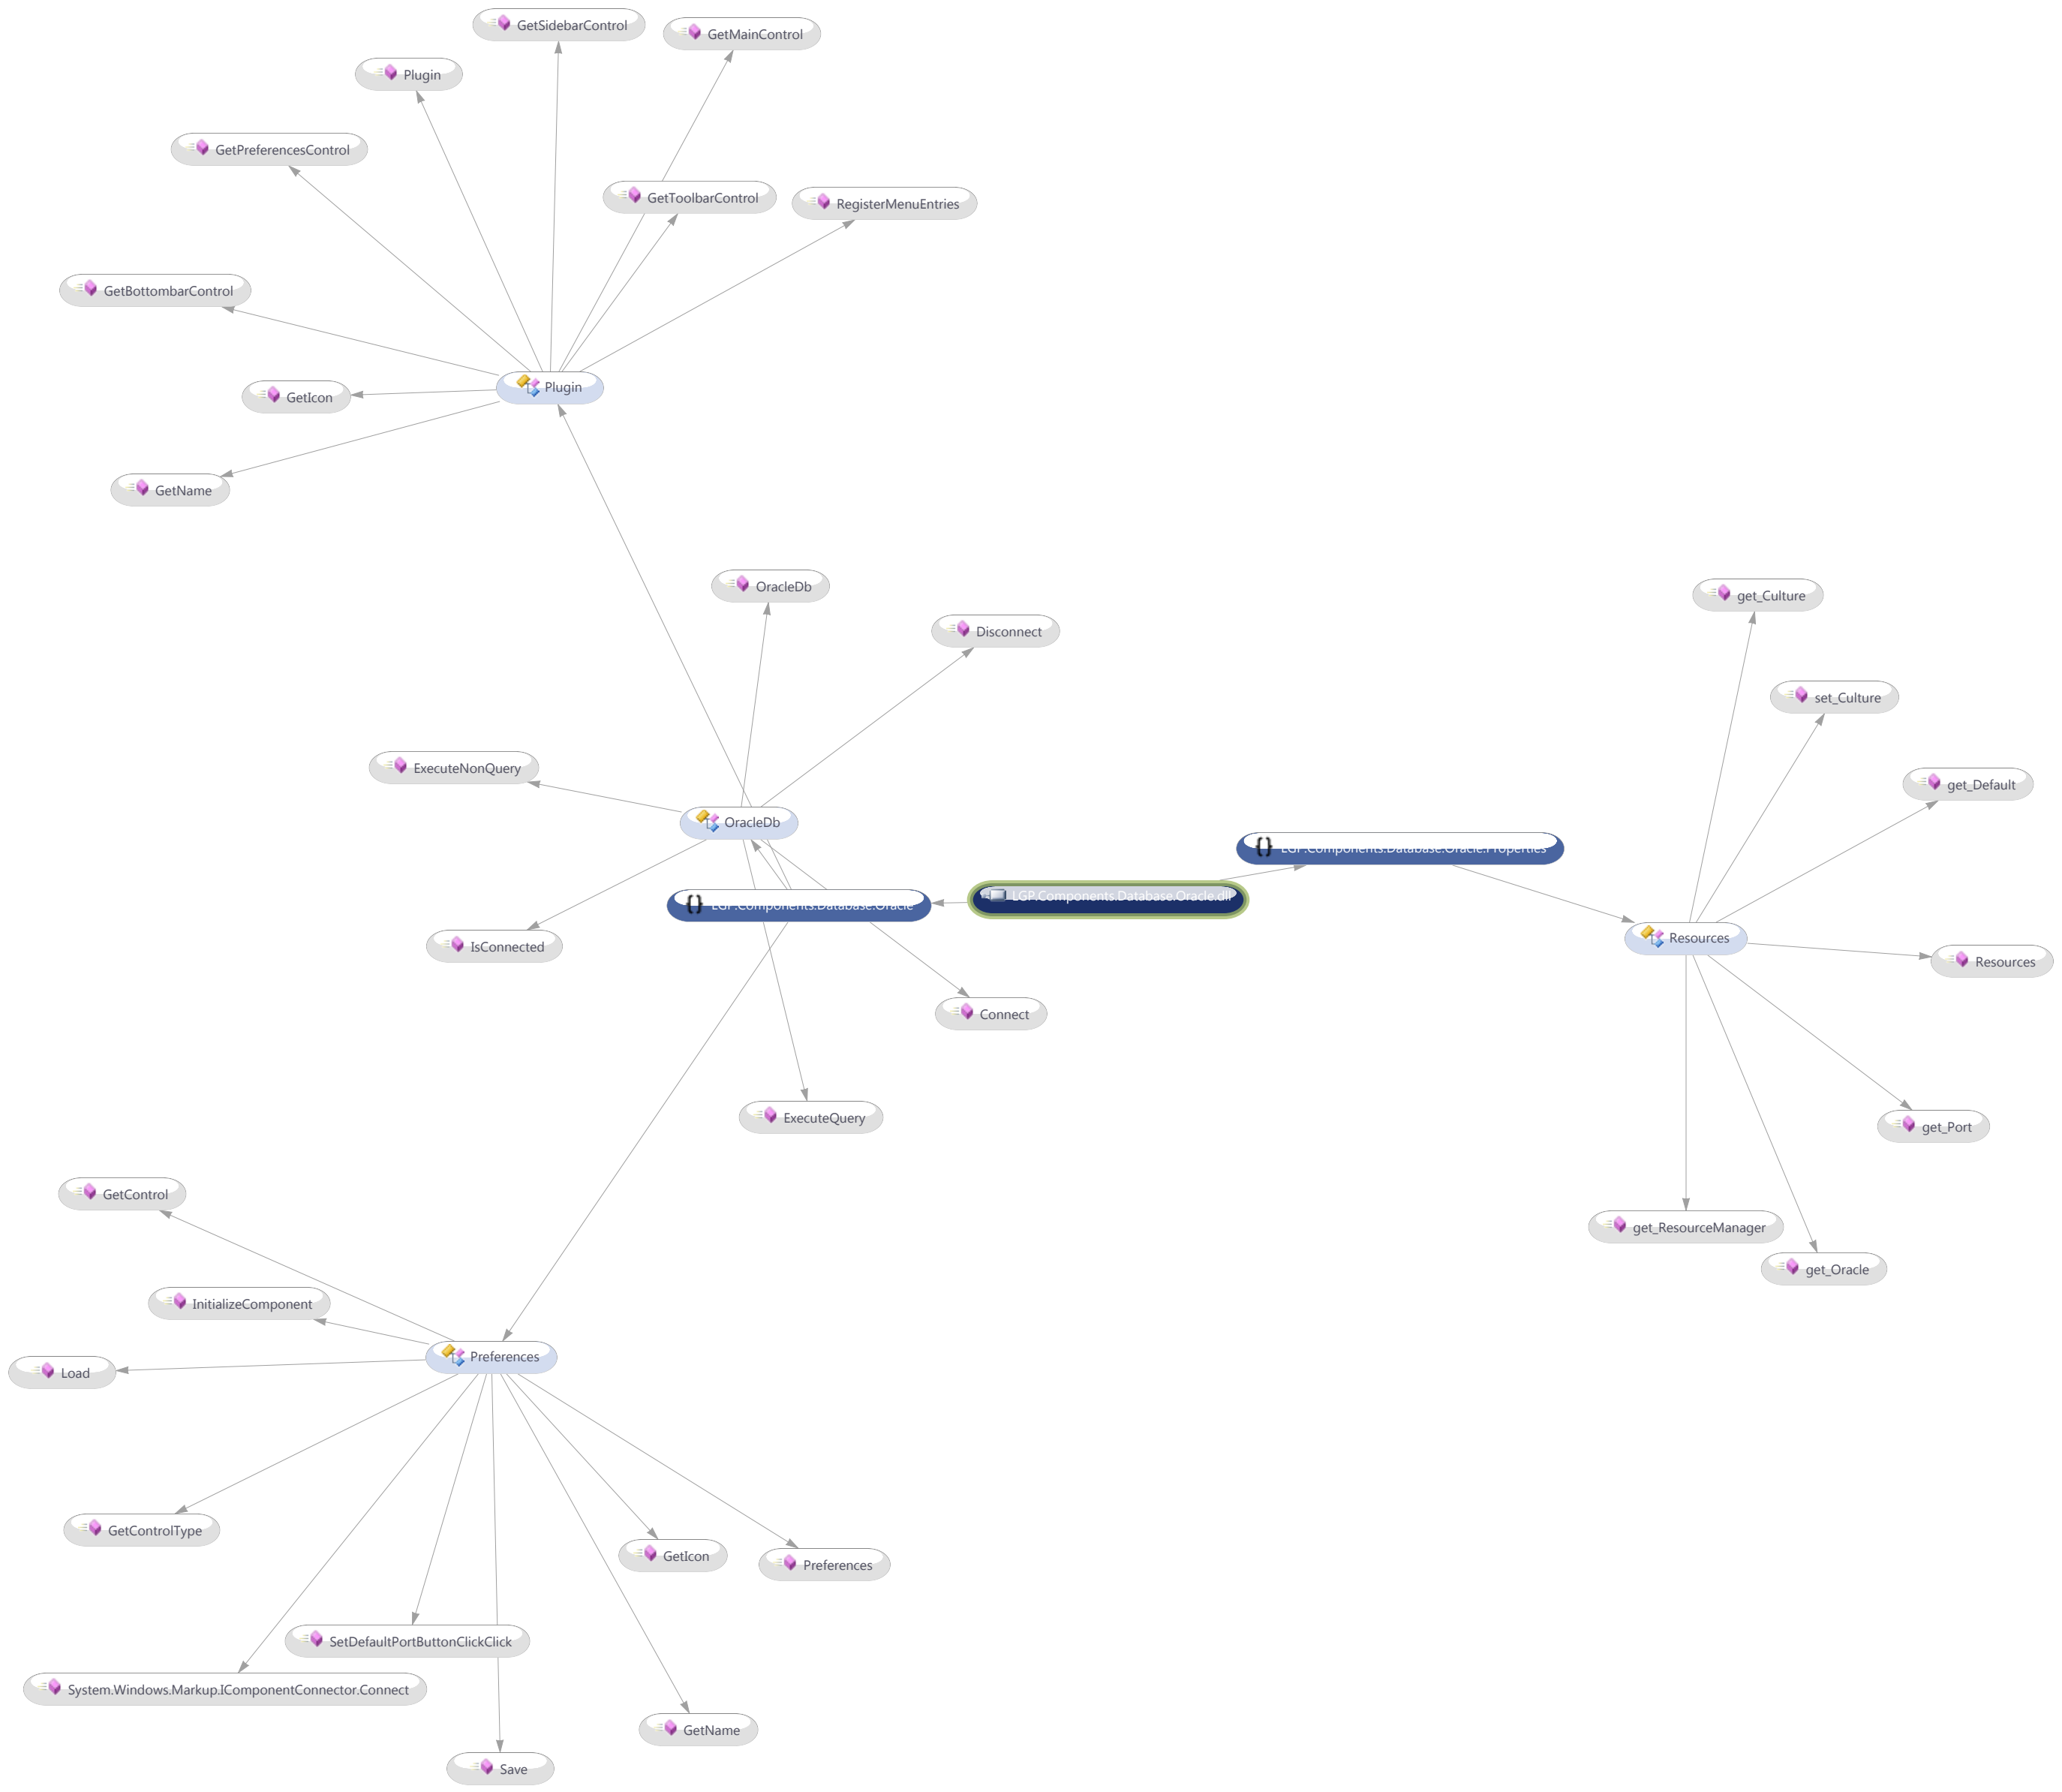 GetSidebarControl
GetMainControl
Plugin
GetPreferencesControl
GetToolbarControl
RegisterMenuEntries
GetBottombarControl
Plugin
GetIcon
GetName
OracleDb
get_Culture
Disconnect
set_Culture
ExecuteNonQuery
get_Default
OracleDb
LGP.Components.Database.Oracle.Properties
LGP.Components.Database.Oracle.dll
LGP.Components.Database.Oracle
Resources
IsConnected
Resources
Connect
ExecuteQuery
get_Port
GetControl
get_ResourceManager
get_Oracle
InitializeComponent
Preferences
Load
GetControlType
GetIcon
Preferences
SetDefaultPortButtonClickClick
System.Windows.Markup.IComponentConnector.Connect
GetName
Save